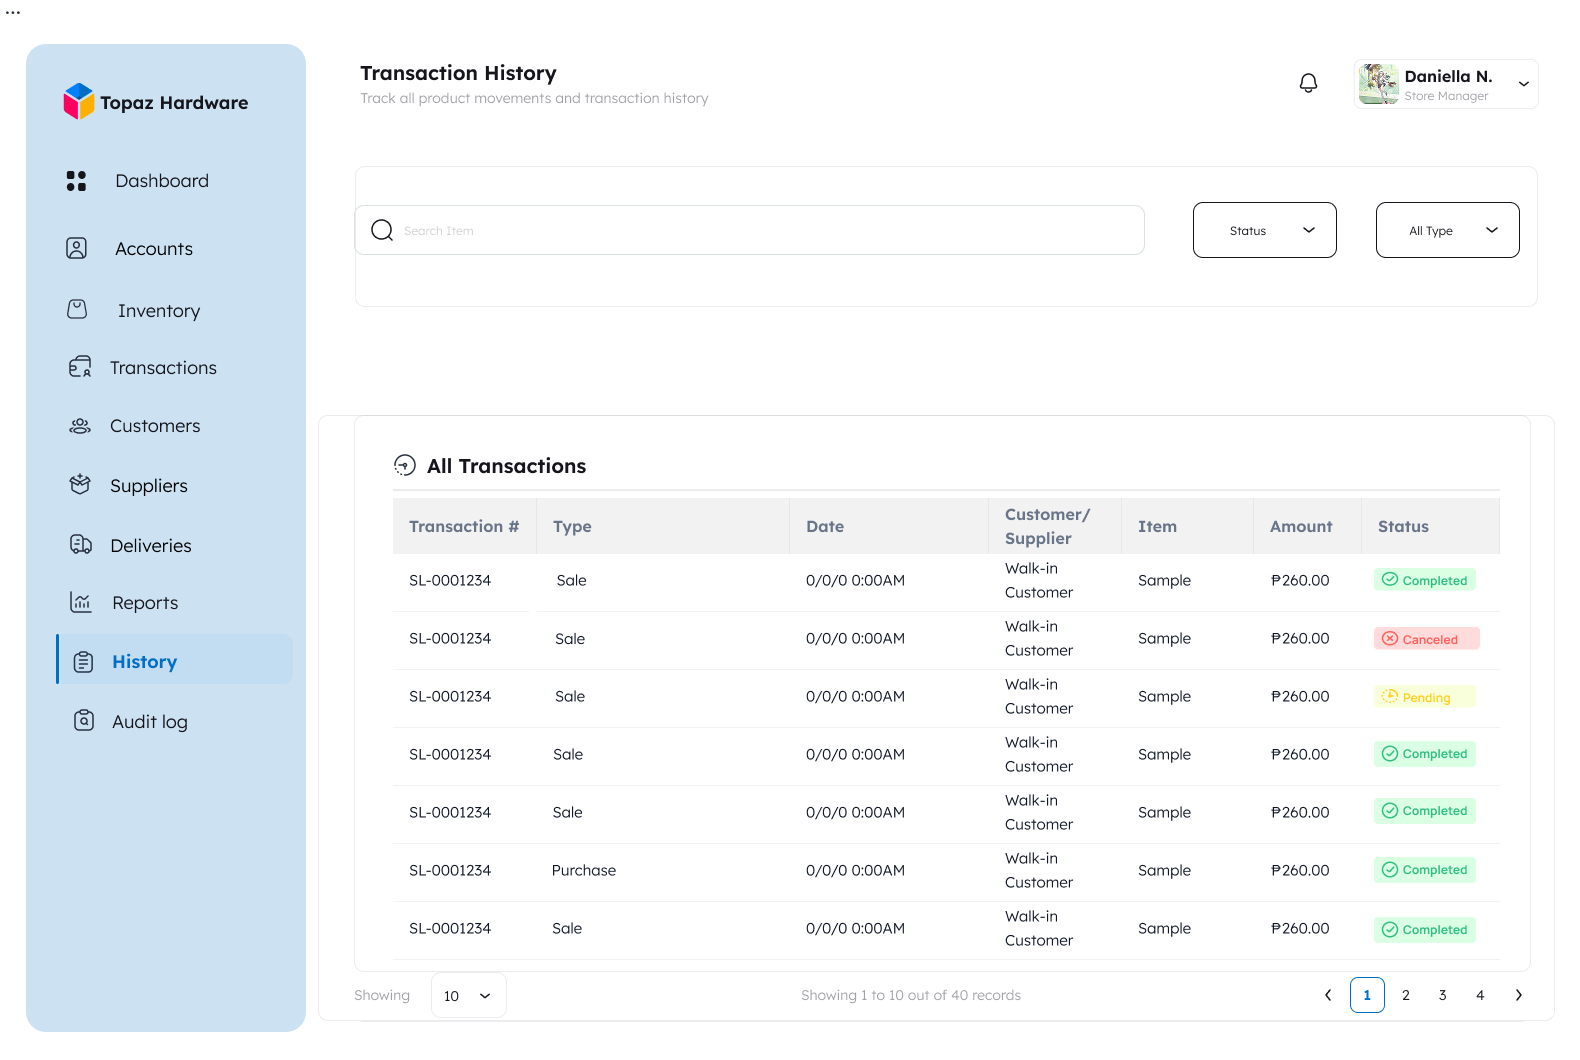 ...
Topaz Hardware
Dashboard
Accounts
Inventory
Transactions
Customers
Suppliers
Deliveries
Reports
History
Audit log
Transaction History
Track all product movements and transaction history
Daniella N.
Store Manager
Search Item
Status
All Type
All Transactions
Transaction # Type Date Customer/ Supplier Item Amount Status
SL-0001234 Sale 0/0/0 0:00AM Walk-in Customer Sample ₱260.00 Completed
SL-0001234 Sale 0/0/0 0:00AM Walk-in Customer Sample ₱260.00 Canceled
SL-0001234 Sale 0/0/0 0:00AM Walk-in Customer Sample ₱260.00 Pending
SL-0001234 Sale 0/0/0 0:00AM Walk-in Customer Sample ₱260.00 Completed
SL-0001234 Sale 0/0/0 0:00AM Walk-in Customer Sample ₱260.00 Completed
SL-0001234 Purchase 0/0/0 0:00AM Walk-in Customer Sample ₱260.00 Completed
SL-0001234 Sale 0/0/0 0:00AM Walk-in Customer Sample ₱260.00 Completed
Showing 10 Showing 1 to 10 out of 40 records 1 2 3 4